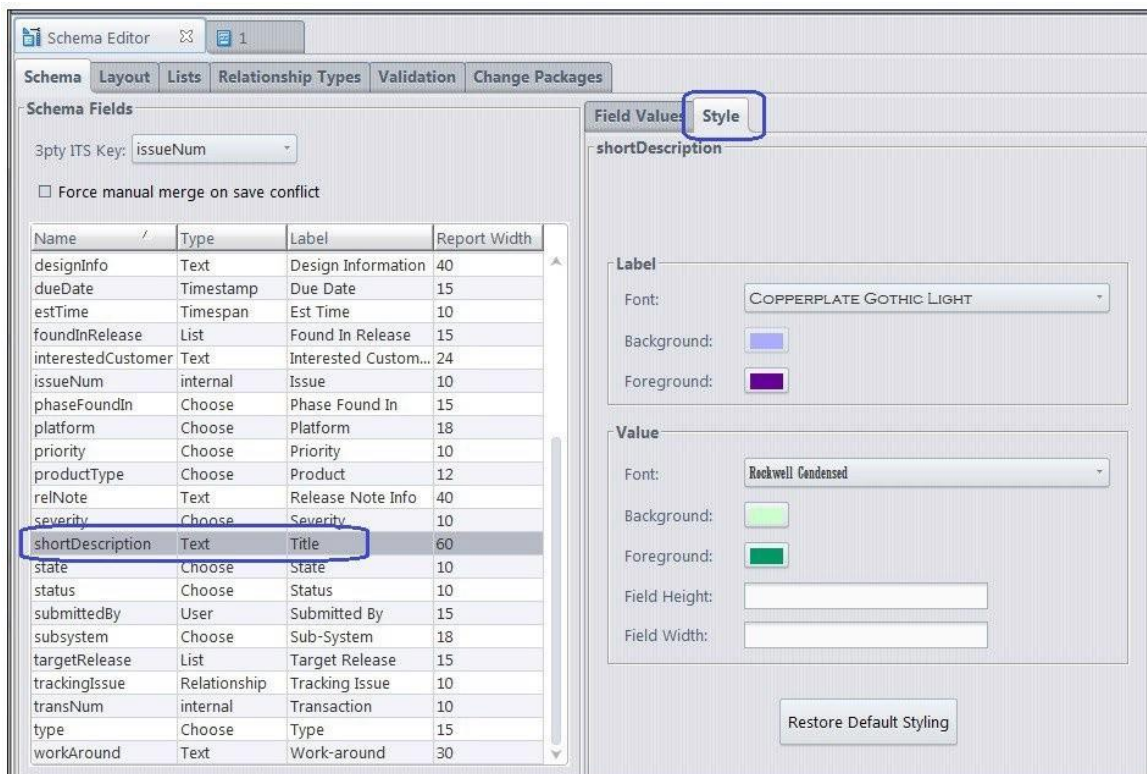 Schema Editor 1
Schema Layout Lists Relationship Types Validation Change Packages
Schema Fields
3pty ITS Key: issueNum
Force manual merge on save conflict
Name Type Label Report Width
designInfo Text Design Information 40
dueDate Timestamp Due Date 15
estTime Timespan Est Time 10
foundInRelease List Found In Release 15
interestedCustomer Text Interested Custom... 24
issueNum internal Issue 10
phaseFoundIn Choose Phase Found In 15
platform Choose Platform 18
priority Choose Priority 10
productType Choose Product 12
relNote Text Release Note Info 40
severity Choose Severity 10
shortDescription Text Title 60
state Choose State 10
status Choose Status 10
submittedBy User Submitted By 15
subsystem Choose Sub-System 18
targetRelease List Target Release 15
trackingIssue Relationship Tracking Issue 10
transNum internal Transaction 10
type Choose Type 15
workAround Text Work-around 30
Field Values Style
shortDescription
Label
Font: COPPERPLATE GOTHIC LIGHT
Background:
Foreground:
Value
Font: Rockwell Condensed
Background:
Foreground:
Field Height:
Field Width:
Restore Default Styling